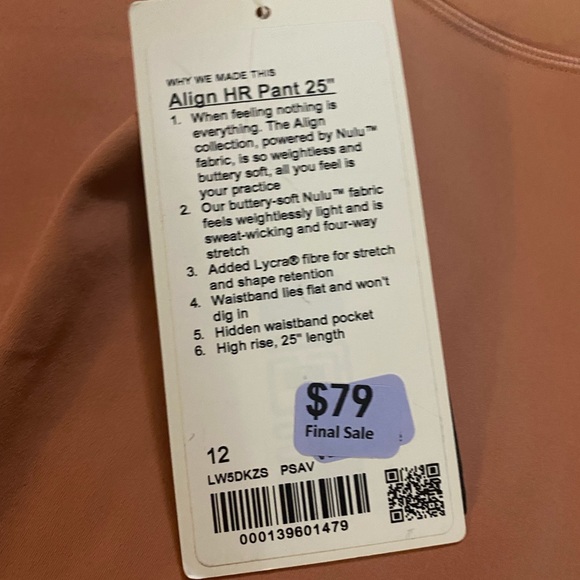 WHY WE MADE THIS
Align HR Pant 25"
1. When feeling nothing is
everything. The Align
collection, powered by Nulu™
fabric, is so weightless and
buttery soft, all you feel is
your practice
2. Our buttery-soft Nulu™ fabric
feels weightlessly light and is
sweat-wicking and four-way
stretch
3. Added Lycra® fibre for stretch
and shape retention
4. Waistband lies flat and won't
dig in
5. Hidden waistband pocket
6. High rise, 25" length
$79
Final Sale
12
LW5DKZS PSAV
000139601479